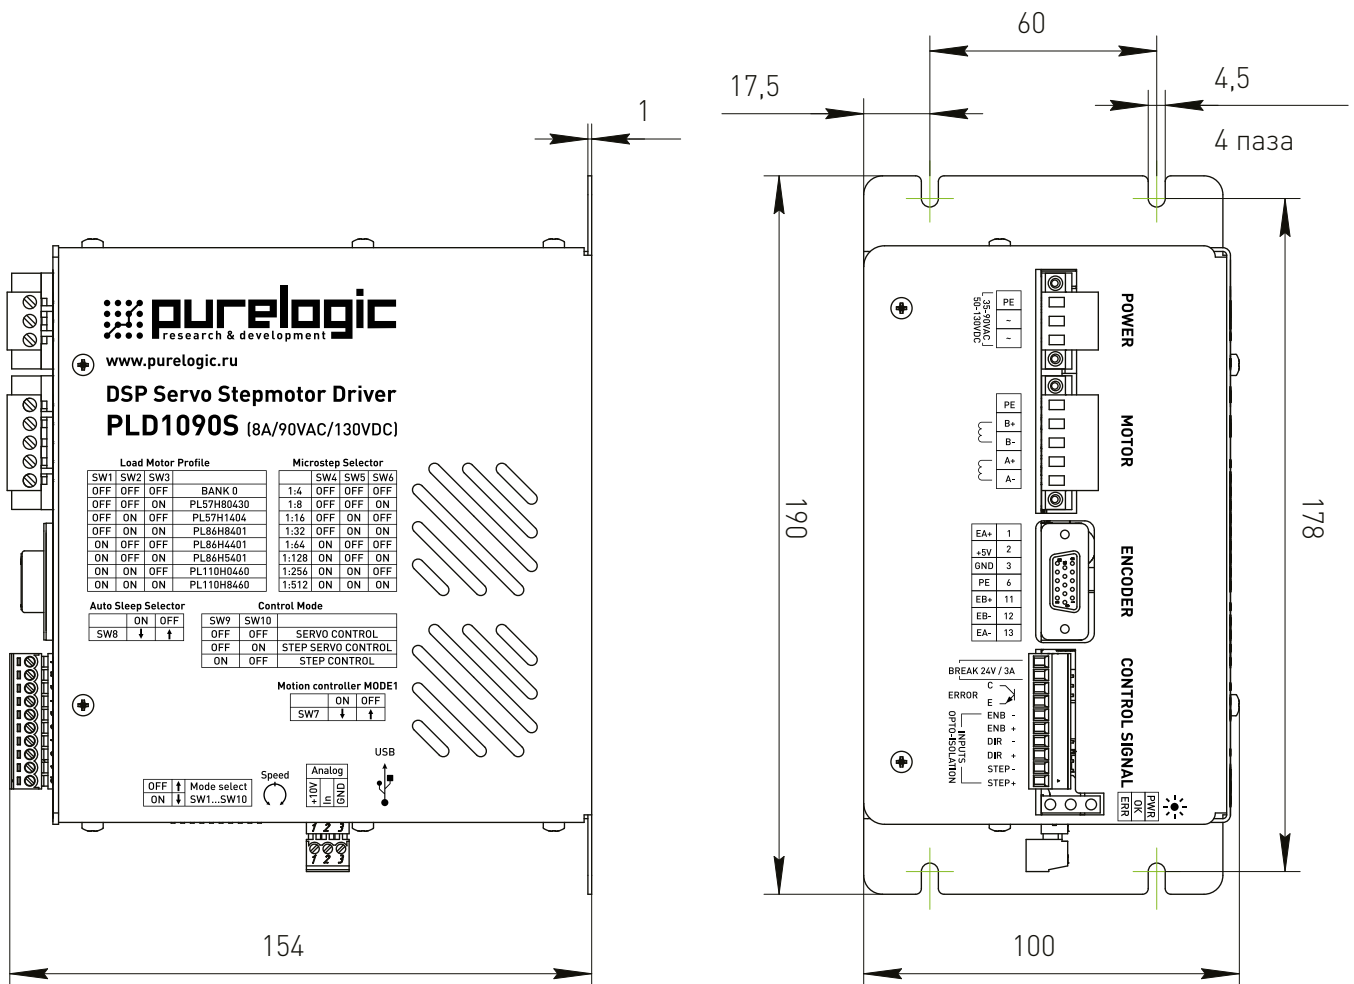 60
17,5
4,5
1
4 паза
purelogic
research & development
www.purelogic.ru
DSP Servo Stepmotor Driver
PLD1090S (8A/90VAC/130VDC)
Load Motor Profile
SW1 SW2 SW3
OFF OFF OFF BANK 0
OFF OFF ON PL57H80430
OFF ON OFF PL57H1404
OFF ON ON PL86H8401
ON OFF OFF PL86H4401
ON OFF ON PL86H5401
ON ON OFF PL110H0460
ON ON ON PL110H8460
Microstep Selector
SW4 SW5 SW6
1:4 OFF OFF OFF
1:8 OFF OFF ON
1:16 OFF ON OFF
1:32 OFF ON ON
1:64 ON OFF OFF
1:128 ON OFF ON
1:256 ON ON OFF
1:512 ON ON ON
Auto Sleep Selector
ON OFF
SW8 ↓ ↑
Control Mode
SW9 SW10
OFF OFF SERVO CONTROL
OFF ON STEP SERVO CONTROL
ON OFF STEP CONTROL
Motion controller MODE1
ON OFF
SW7 ↓ ↑
OFF ↑ Mode select
ON ↓ SW1...SW10
Speed
Analog
+10V
In
GND
USB
1 2 3
1 2 3
154
190
35-90VAC
50-130VDC
PE
~
~
POWER
PE
B+
B-
A+
A-
MOTOR
EA+ 1
+5V 2
GND 3
PE 6
EB+ 11
EB- 12
EA- 13
ENCODER
BREAK 24V / 3A
ERROR
C
E
ENB -
ENB +
DIR -
DIR +
STEP -
STEP+
INPUTS
OPTO-ISOLATION
CONTROL SIGNAL
PWR
OK
ERR
178
100